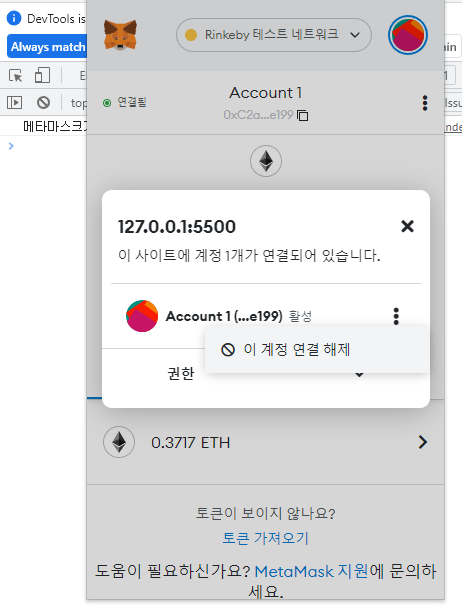 DevTools is
Always match
Rinkeby 테스트 네트워크
in
E
1
top
Issu
연결됨
Account 1
0xC2a...e199
메타마스크가
inde
127.0.0.1:5500
이 사이트에 계정 1개가 연결되어 있습니다.
Account 1 (...e199) 활성
이 계정 연결 해제
권한
0.3717 ETH
토큰이 보이지 않나요?
토큰 가져오기
도움이 필요하신가요? MetaMask 지원에 문의하
세요.